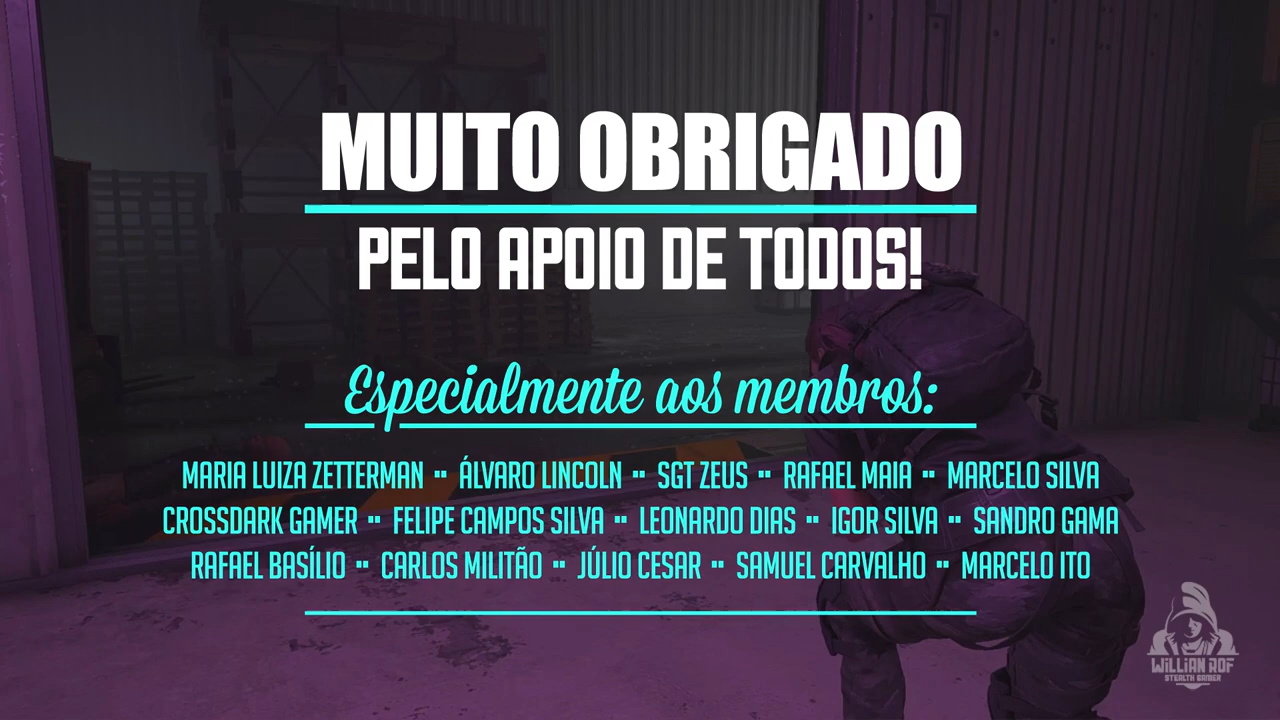 MUITO OBRIGADO
PELO APOIO DE TODOS!
Especialmente aos membros:
MARIA LUIZA ZETTERMAN ▪▪ ÁLVARO LINCOLN ▪▪ SGT ZEUS ▪▪ RAFAEL MAIA ▪▪ MARCELO SILVA
CROSSDARK GAMER ▪▪ FELIPE CAMPOS SILVA ▪▪ LEONARDO DIAS ▪▪ IGOR SILVA ▪▪ SANDRO GAMA
RAFAEL BASÍLIO ▪▪ CARLOS MILITÃO ▪▪ JÚLIO CESAR ▪▪ SAMUEL CARVALHO ▪▪ MARCELO ITO
WILLIAN ROF
STEALTH GAMER